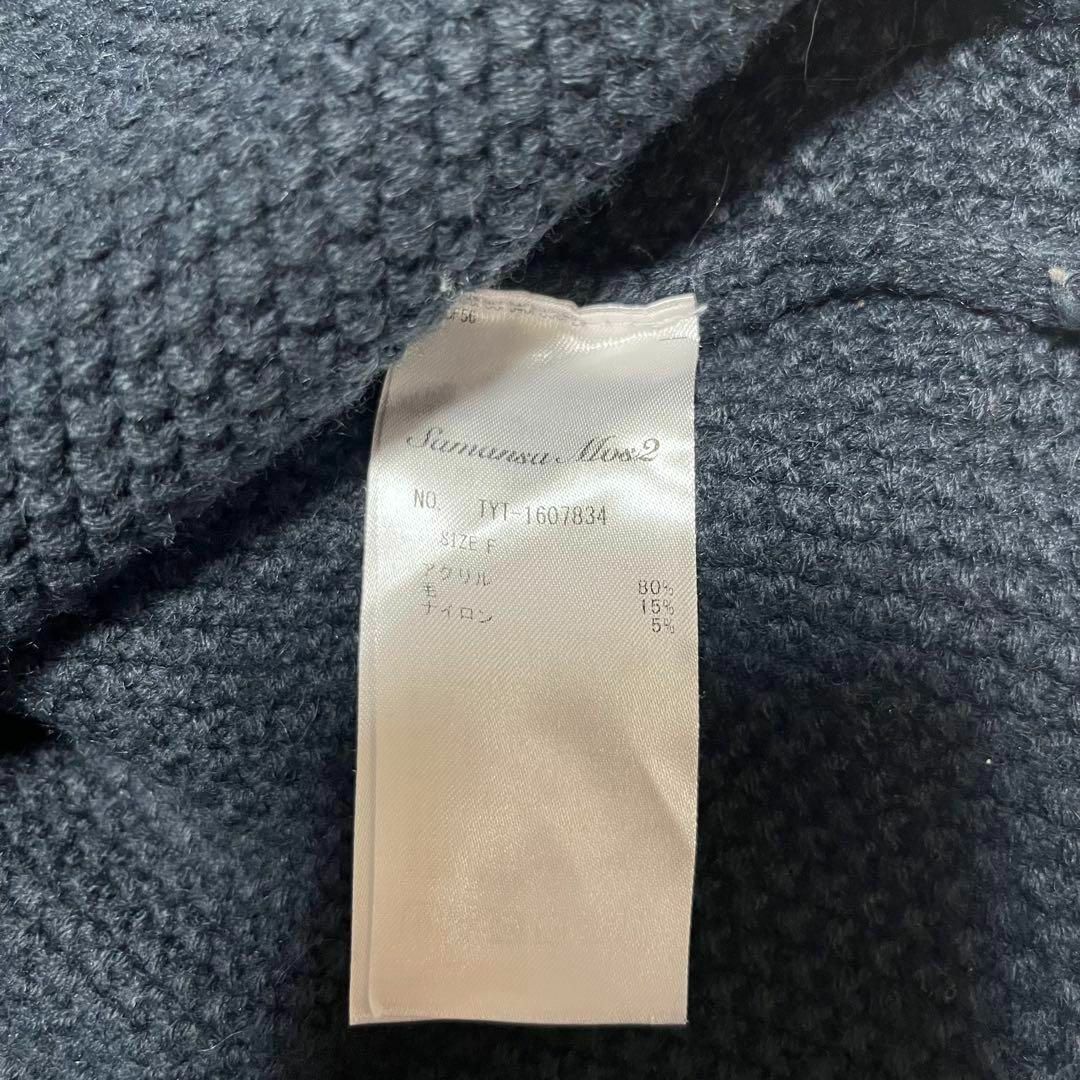 Samansa Mos2
NO. TYT-1607834
SIZE F
アクリル 80%
毛 15%
ナイロン 5%